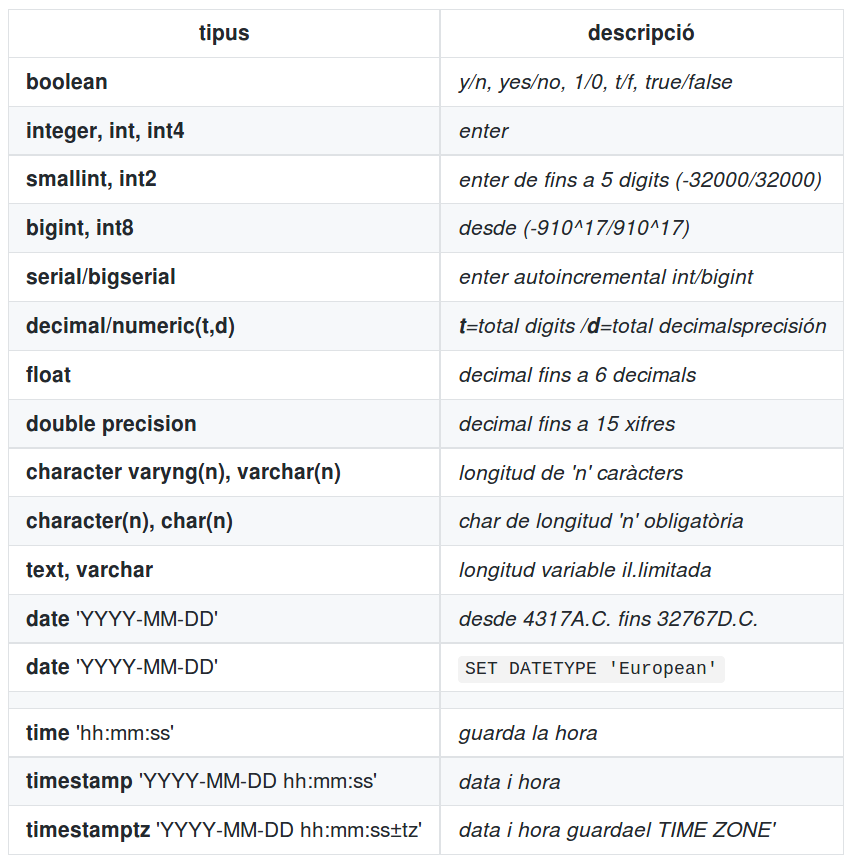 tipus descripció
boolean y/n, yes/no, 1/0, t/f, true/false
integer, int, int4 enter
smallint, int2 enter de fins a 5 digits (-32000/32000)
bigint, int8 desde (-910^17/910^17)
serial/bigserial enter autoincremental int/bigint
decimal/numeric(t,d) t=total digits /d=total decimalsprecisión
float decimal fins a 6 decimals
double precision decimal fins a 15 xifres
character varyng(n), varchar(n) longitud de 'n' caràcters
character(n), char(n) char de longitud 'n' obligatòria
text, varchar longitud variable il.limitada
date 'YYYY-MM-DD' desde 4317A.C. fins 32767D.C.
date 'YYYY-MM-DD' SET DATETYPE 'European'
time 'hh:mm:ss' guarda la hora
timestamp 'YYYY-MM-DD hh:mm:ss' data i hora
timestamptz 'YYYY-MM-DD hh:mm:ss±tz' data i hora guardael TIME ZONE'